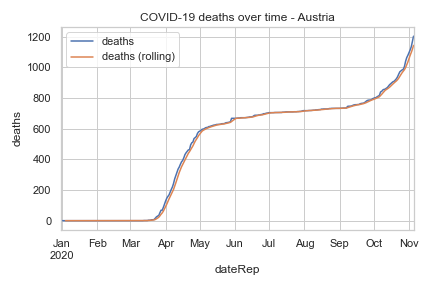 COVID-19 deaths over time - Austria
deaths
deaths (rolling)
1200
1000
800
600
400
200
0
deaths
Jan Feb Mar Apr May Jun Jul Aug Sep Oct Nov
2020
dateRep